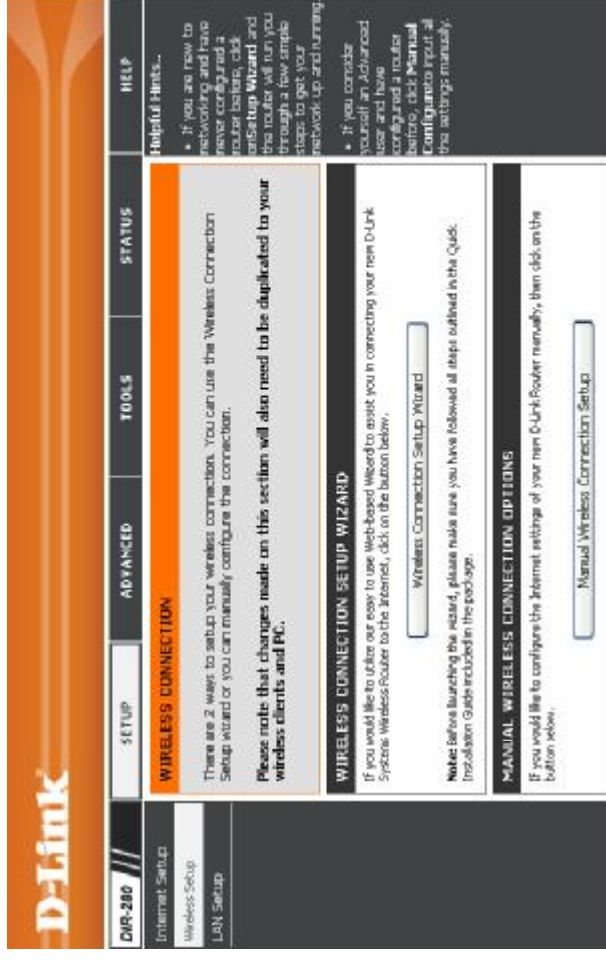 D-Link
DIR-280
SETUP
ADVANCED
TOOLS
STATUS
HELP
Internet Setup
Wireless Setup
LAN Setup
WIRELESS CONNECTION
There are 2 ways to setup your wireless connection. You can use the Wireless Connection
Setup wizard or you can manually configure the connection.
Please note that changes made on this section will also need to be duplicated to your
wireless clients and PC.
WIRELESS CONNECTION SETUP WIZARD
If you would like to utilize our easy to use Web-based Wizard to assist you in connecting your new D-Link
Systems Wireless Router to the Internet, click on the button below.
Wireless Connection Setup Wizard
Note: Before launching the wizard, please make sure you have followed all steps outlined in the Quick
Installation Guide included in the package.
MANUAL WIRELESS CONNECTION OPTIONS
If you would like to configure the Internet settings of your new D-Link Router manually, then click on the
button below.
Manual Wireless Connection Setup
Helpful Hints...
• If you are new to
networking and have
never configured a
router before, click
onSetup Wizard and
the router will run you
through a few simple
steps to get your
network up and running.
• If you consider
yourself an Advanced
user and have
configured a router
before, click Manual
Configureto input all
the settings manually.